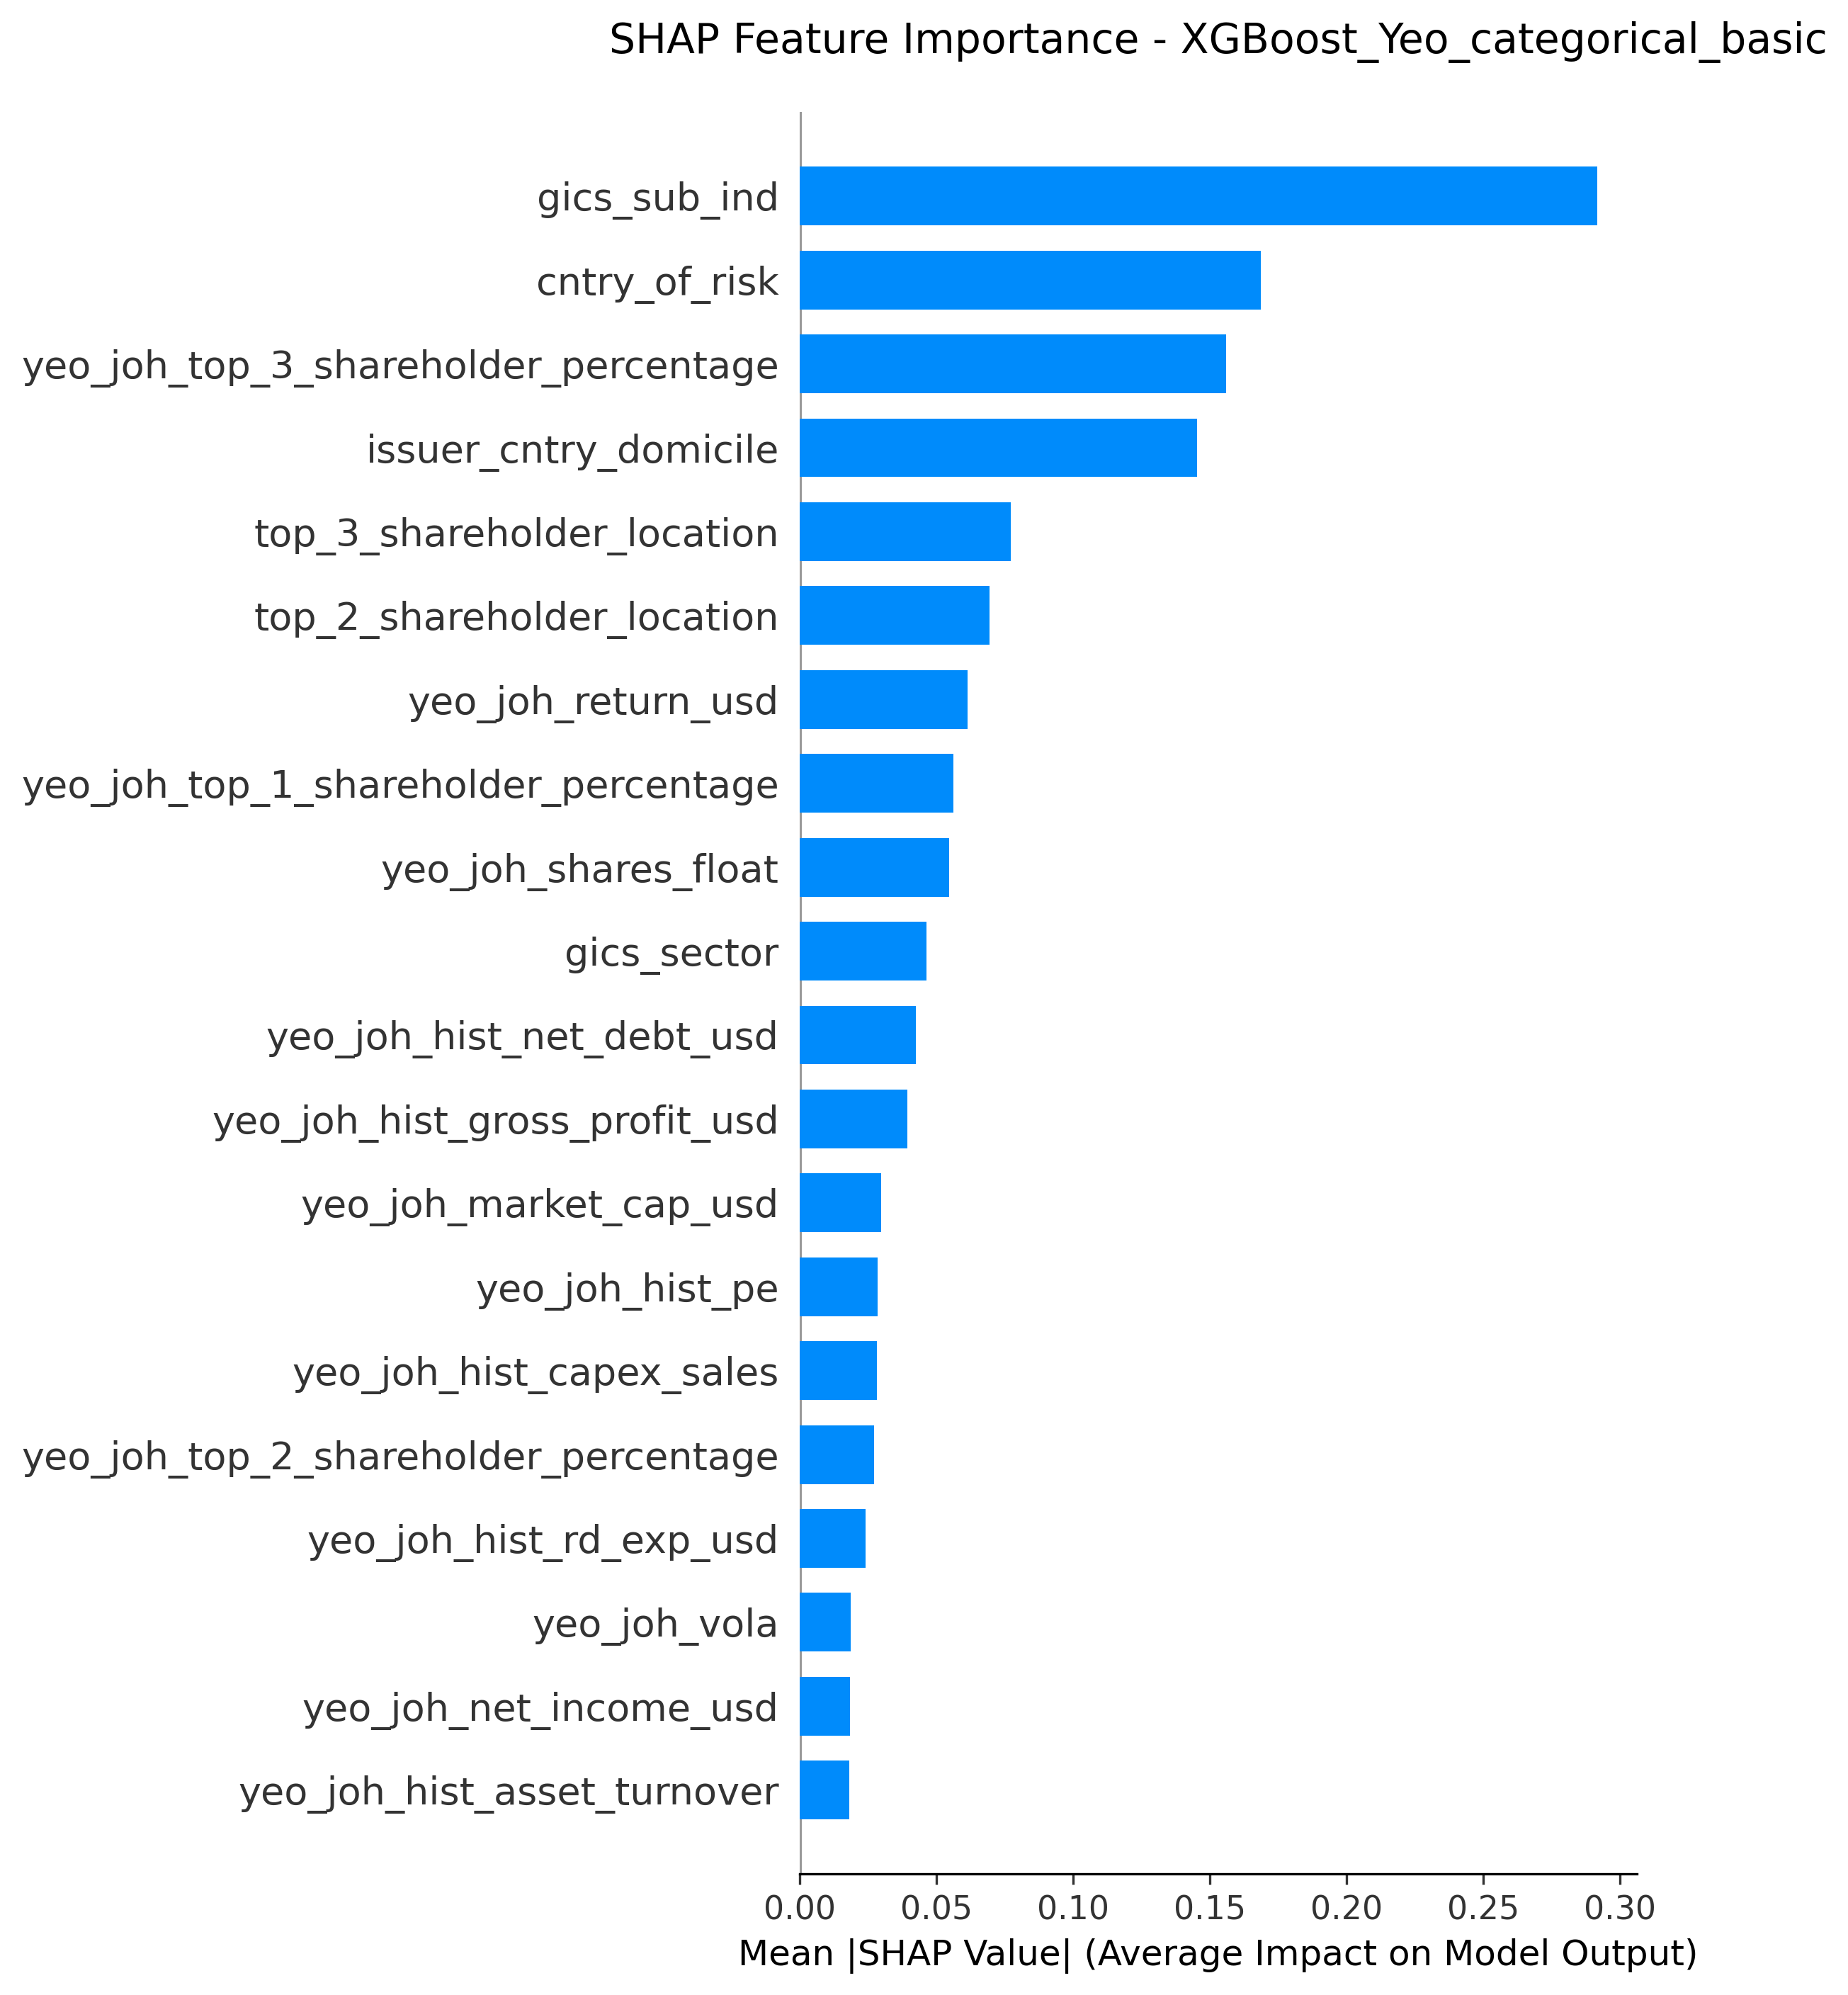 SHAP Feature Importance - XGBoost_Yeo_categorical_basic
gics_sub_ind
cntry_of_risk
yeo_joh_top_3_shareholder_percentage
issuer_cntry_domicile
top_3_shareholder_location
top_2_shareholder_location
yeo_joh_return_usd
yeo_joh_top_1_shareholder_percentage
yeo_joh_shares_float
gics_sector
yeo_joh_hist_net_debt_usd
yeo_joh_hist_gross_profit_usd
yeo_joh_market_cap_usd
yeo_joh_hist_pe
yeo_joh_hist_capex_sales
yeo_joh_top_2_shareholder_percentage
yeo_joh_hist_rd_exp_usd
yeo_joh_vola
yeo_joh_net_income_usd
yeo_joh_hist_asset_turnover
0.00 0.05 0.10 0.15 0.20 0.25 0.30
Mean |SHAP Value| (Average Impact on Model Output)